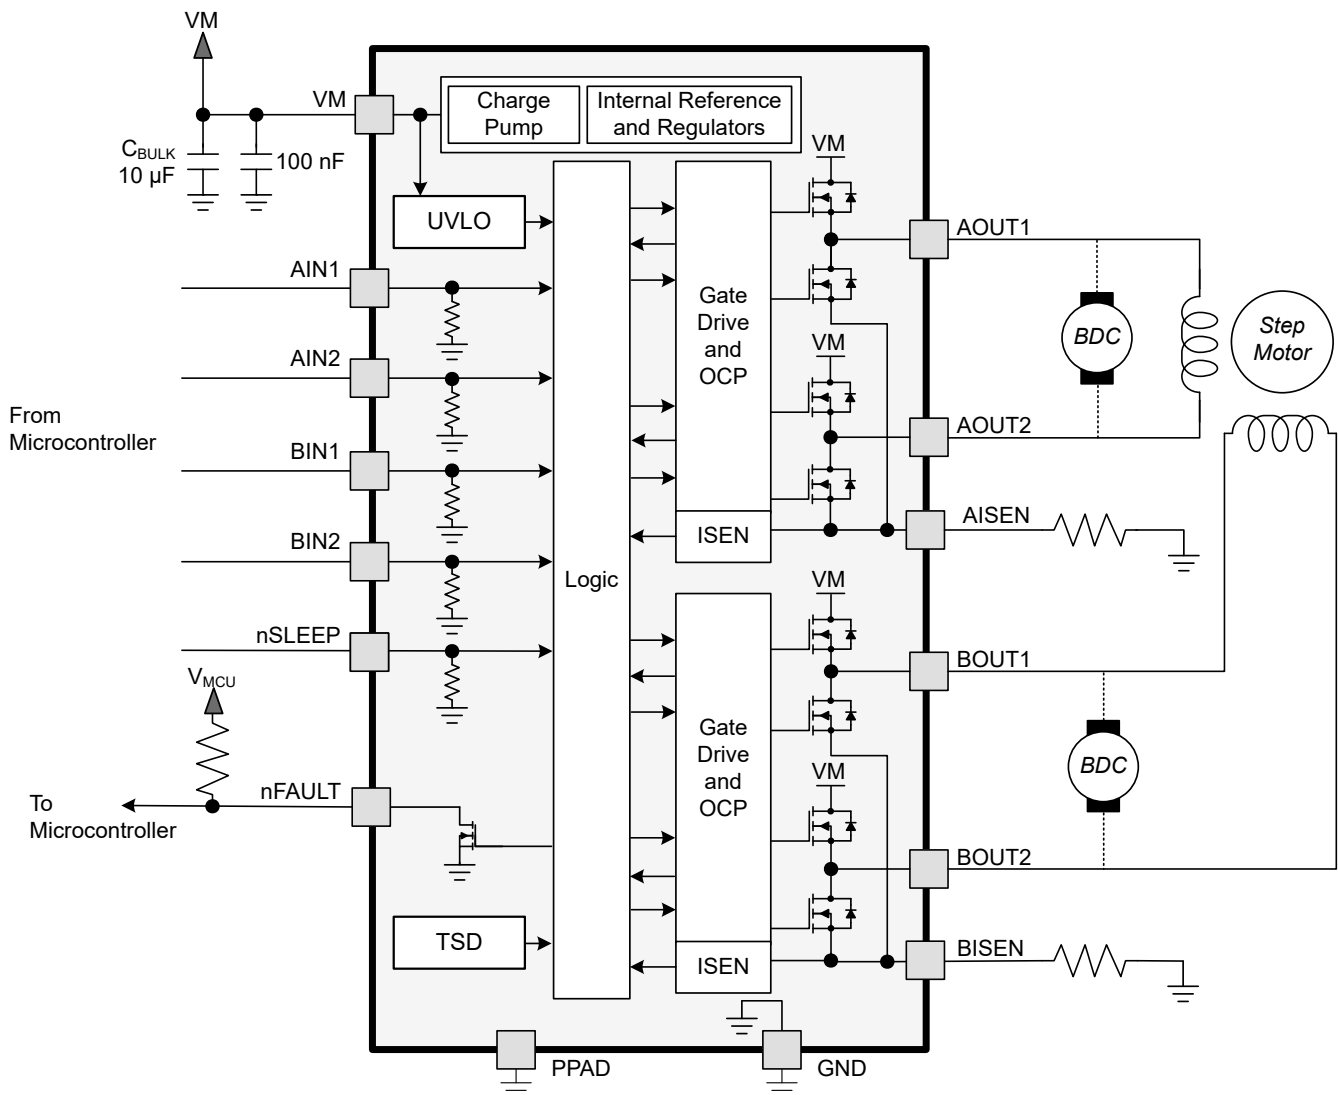 VM
VM
Charge
Pump
Internal Reference
and Regulators
CBULK
10 µF
100 nF
VM
UVLO
AOUT1
AIN1
Gate
Drive
and
OCP
BDC
Step
Motor
VM
AIN2
From
Microcontroller
AOUT2
BIN1
AISEN
ISEN
BIN2
Logic
VM
nSLEEP
BOUT1
VMCU
Gate
Drive
and
OCP
BDC
VM
nFAULT
To
Microcontroller
BOUT2
TSD
BISEN
ISEN
PPAD
GND